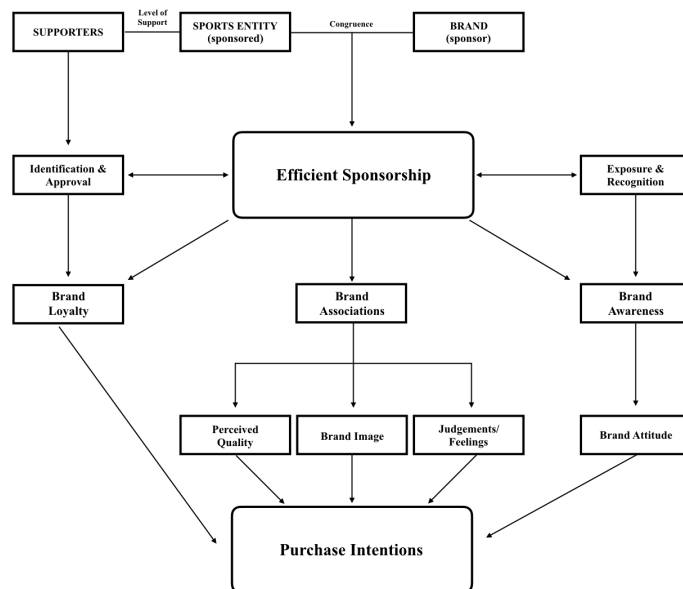 Level of
Support
SUPPORTERS
SPORTS ENTITY
(sponsored)
Congruence
BRAND
(sponsor)
Identification &
Approval
Efficient Sponsorship
Exposure &
Recognition
Brand
Loyalty
Brand
Associations
Brand
Awareness
Perceived
Quality
Brand Image
Judgements/
Feelings
Brand Attitude
Purchase Intentions